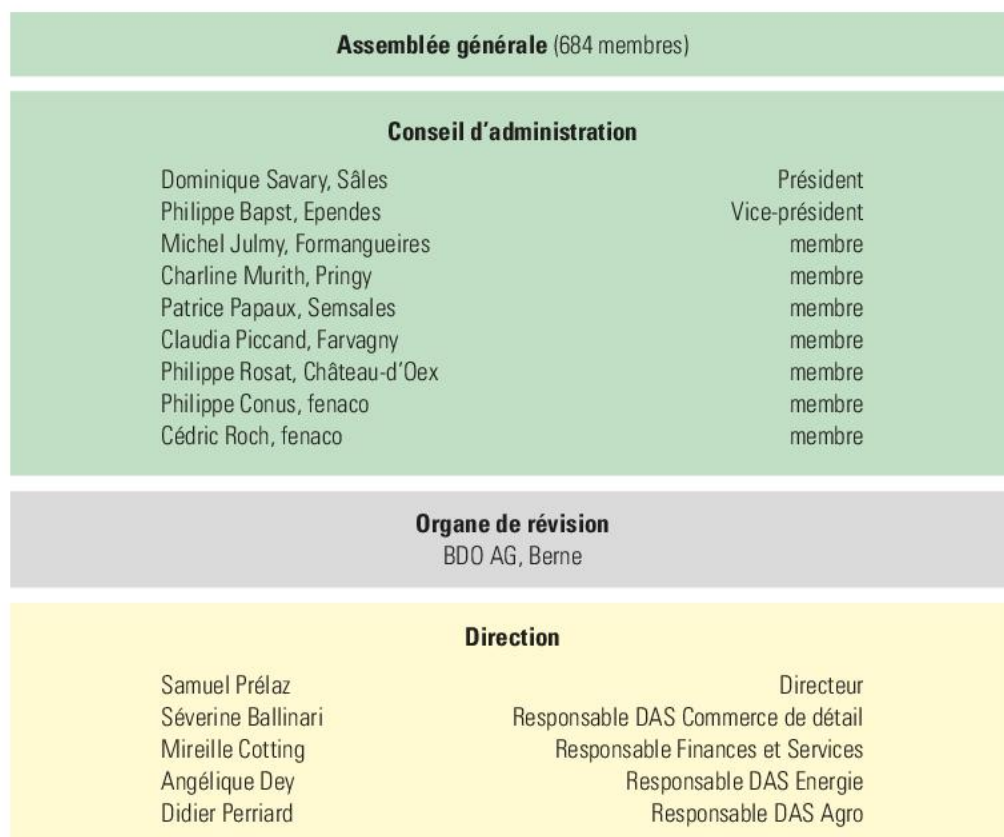 Assemblée générale (684 membres)
Conseil d'administration
Dominique Savary, Sâles Président
Philippe Bapst, Ependes Vice-président
Michel Julmy, Formangueires membre
Charline Murith, Pringy membre
Patrice Papaux, Semsales membre
Claudia Piccand, Farvagny membre
Philippe Rosat, Château-d'Oex membre
Philippe Conus, fenaco membre
Cédric Roch, fenaco membre
Organe de révision
BDO AG, Berne
Direction
Samuel Prélaz Directeur
Séverine Ballinari Responsable DAS Commerce de détail
Mireille Cotting Responsable Finances et Services
Angélique Dey Responsable DAS Energie
Didier Perriard Responsable DAS Agro